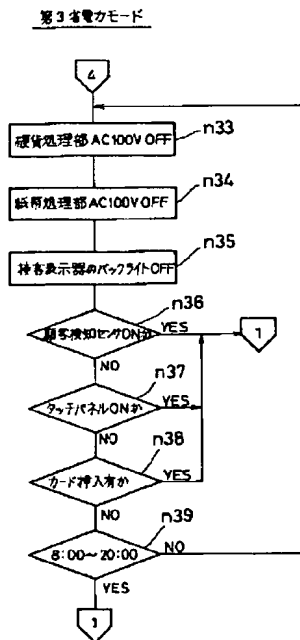 第3省電力モード
4
n33
硬貨処理部AC100V OFF
n34
紙幣処理部AC100V OFF
n35
接客表示器のバックライトOFF
n36
顧客検知センサONか
YES
1
NO
n37
タッチパネルONか
YES
NO
n38
カード挿入有か
YES
NO
n39
8:00~20:00
NO
YES
3